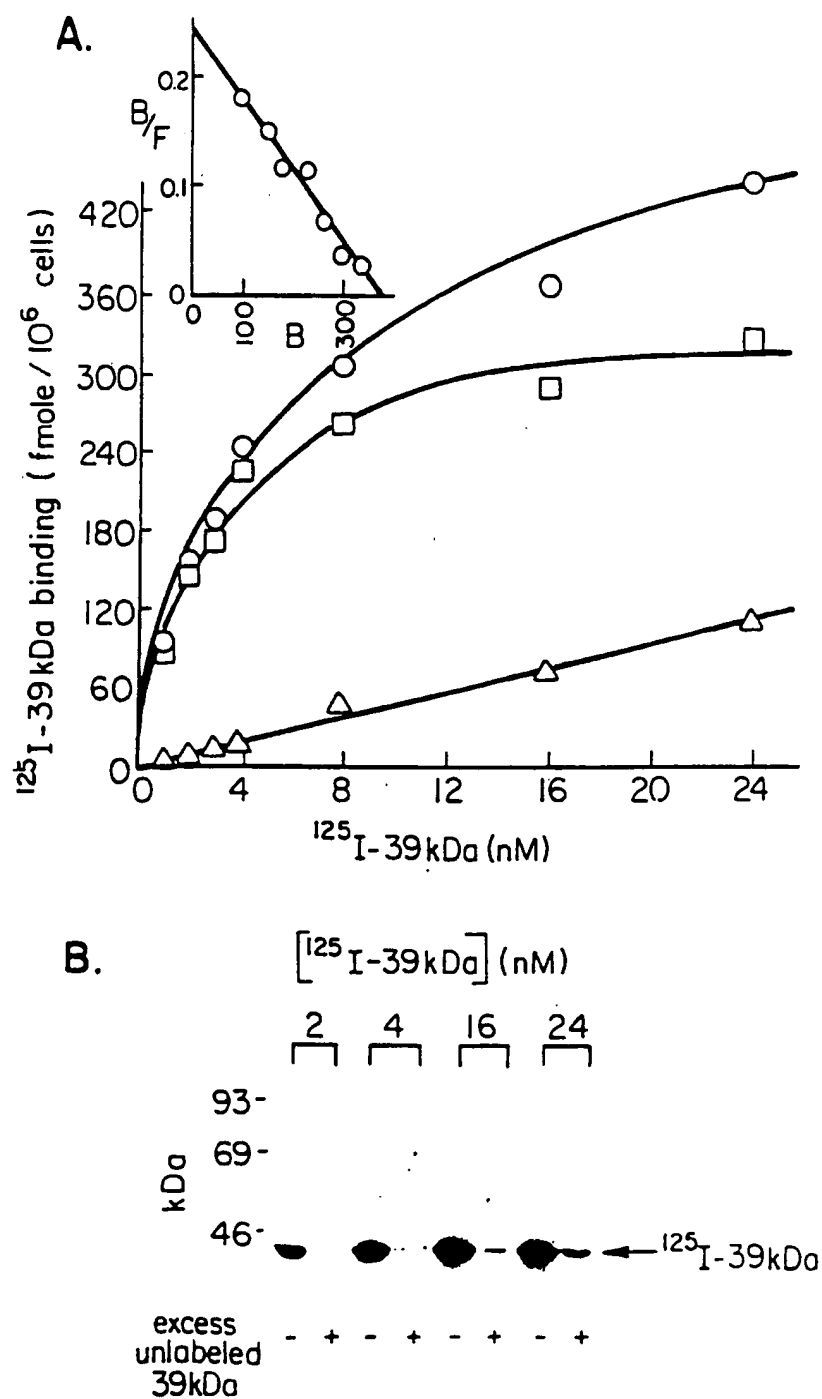 A.
B/F
0.2
0.1
0
0
100
B
300
¹²⁵I-39kDa binding (fmole/10⁶ cells)
420
360
300
240
180
120
60
0
0 4 8 12 16 20 24
¹²⁵I-39kDa (nM)
B.
[¹²⁵I-39kDa] (nM)
2 4 16 24
kDa
93-
69-
46-
¹²⁵I-39kDa
excess
unlabeled
39kDa
- + - + - + - +